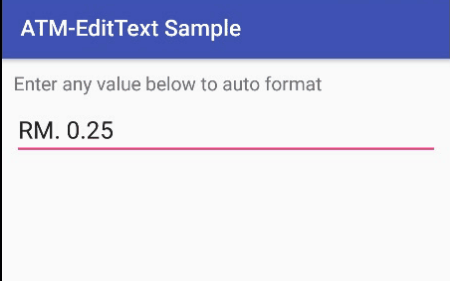 ATM-EditText Sample
Enter any value below to auto format
RM. 0.25